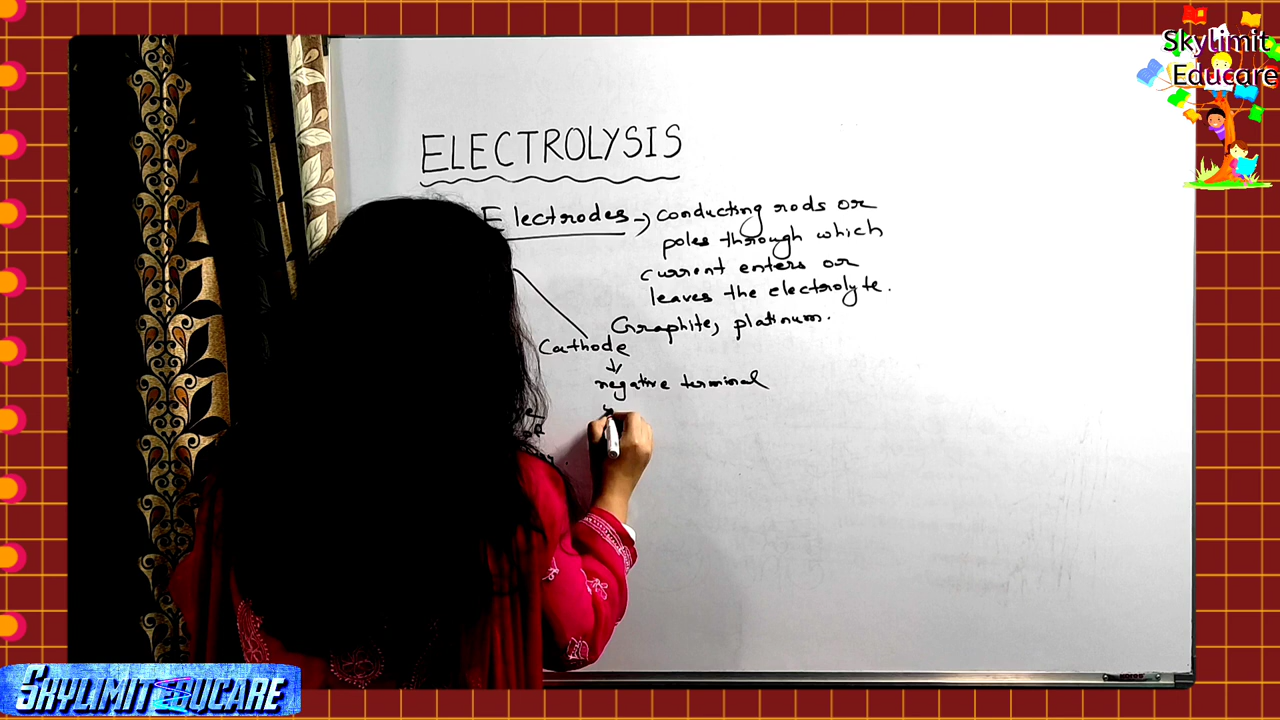 Skylimit
Educare
ELECTROLYSIS
Electrodes → conducting rods or
poles through which
current enters or
leaves the electrolyte.
Graphite, platinum.
Cathode
↓
negative terminal
SKYLIMIT EDUCARE